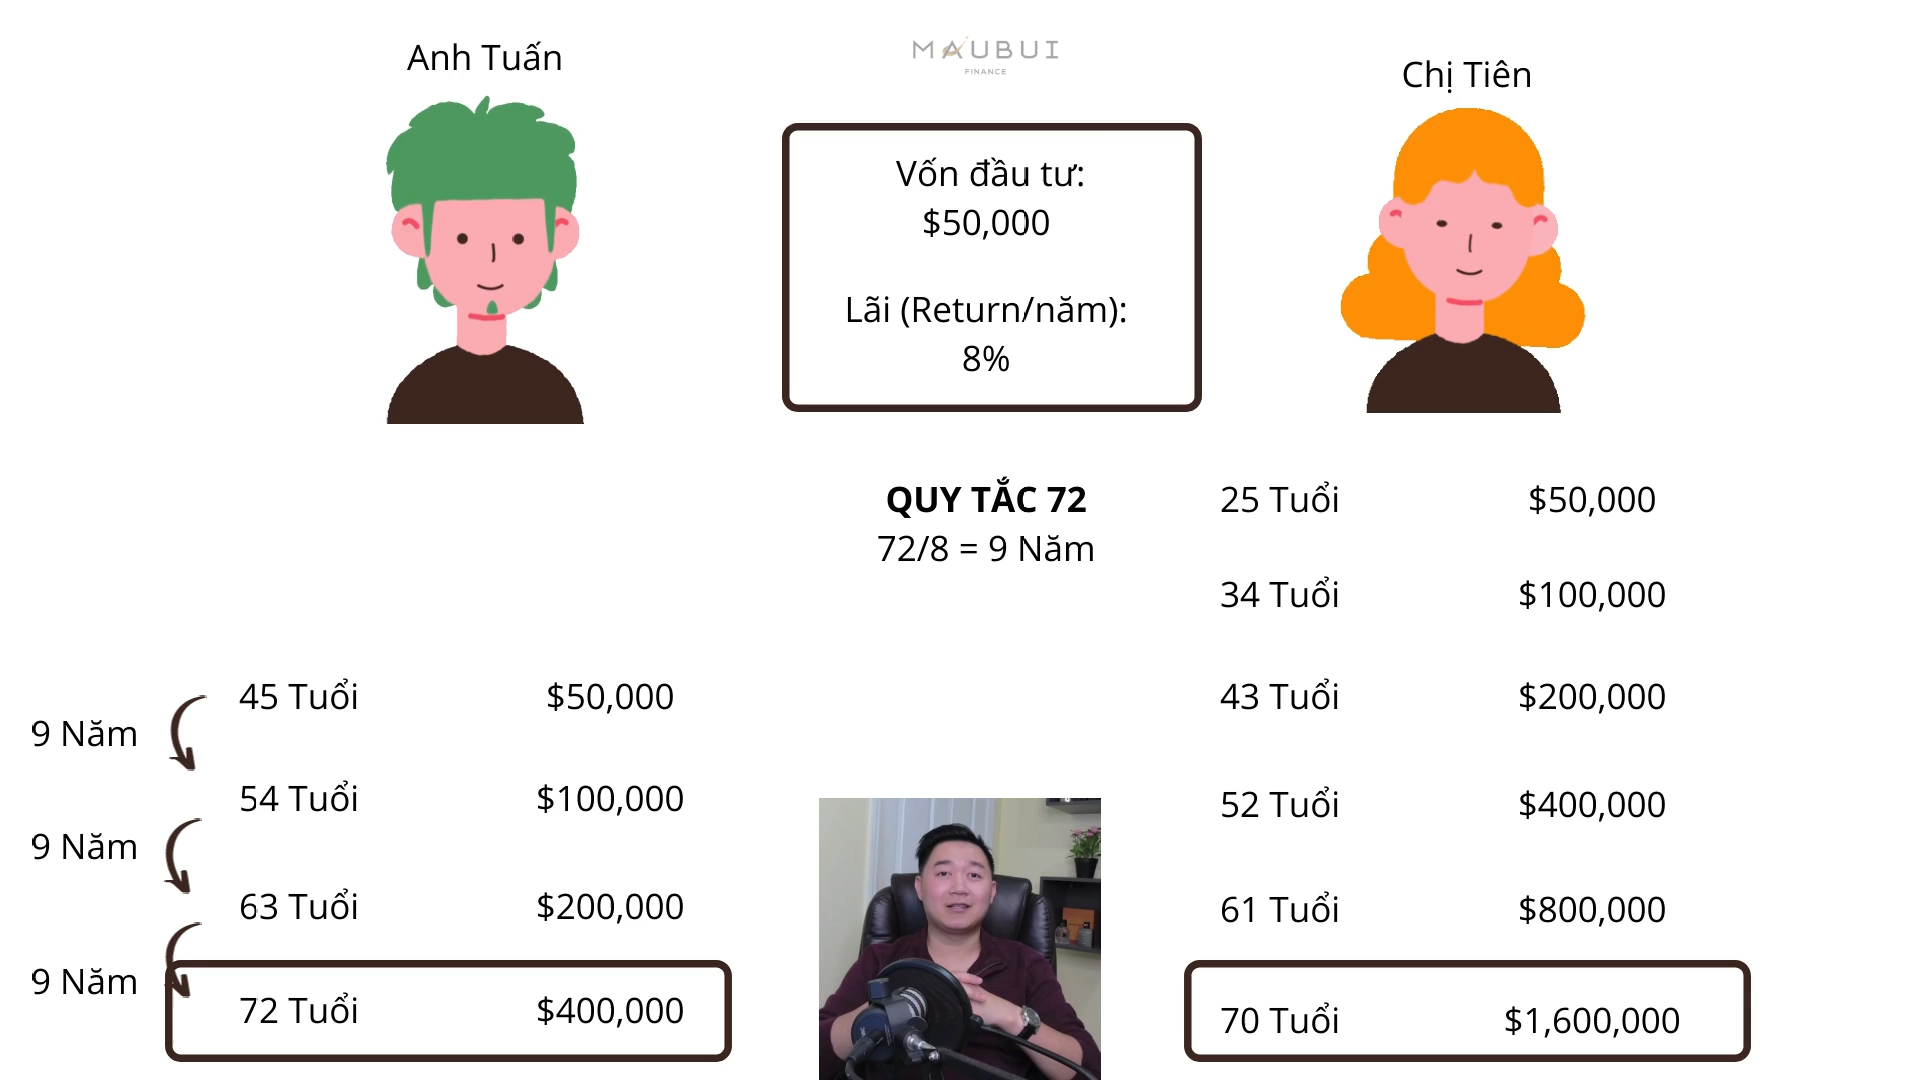 Anh Tuấn
MAUBUI
FINANCE
Chị Tiên
Vốn đầu tư:
$50,000
Lãi (Return/năm):
8%
QUY TẮC 72
72/8 = 9 Năm
45 Tuổi $50,000
9 Năm
54 Tuổi $100,000
9 Năm
63 Tuổi $200,000
9 Năm
72 Tuổi $400,000
25 Tuổi $50,000
34 Tuổi $100,000
43 Tuổi $200,000
52 Tuổi $400,000
61 Tuổi $800,000
70 Tuổi $1,600,000